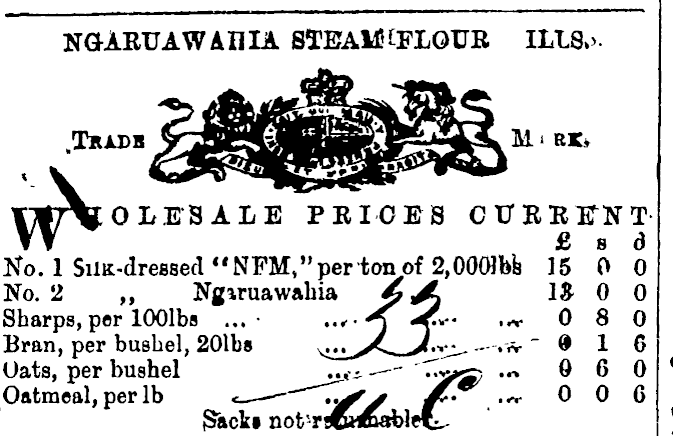 NGARUAWAHIA STEAM FLOUR ILLS.
TRADE MARK.
WHOLESALE PRICES CURRENT
£ s d
No. 1 SILK-dressed "NFM," per ton of 2,000lbs 15 0 0
No. 2 ,, Ngaruawahia 13 0 0
Sharps, per 100lbs ... ... ... ... 0 8 0
Bran, per bushel, 20lbs ... ... ... 0 1 6
Oats, per bushel ... ... ... 0 6 0
Oatmeal, per lb ... ... ... 0 0 6
Sacks not returnable.